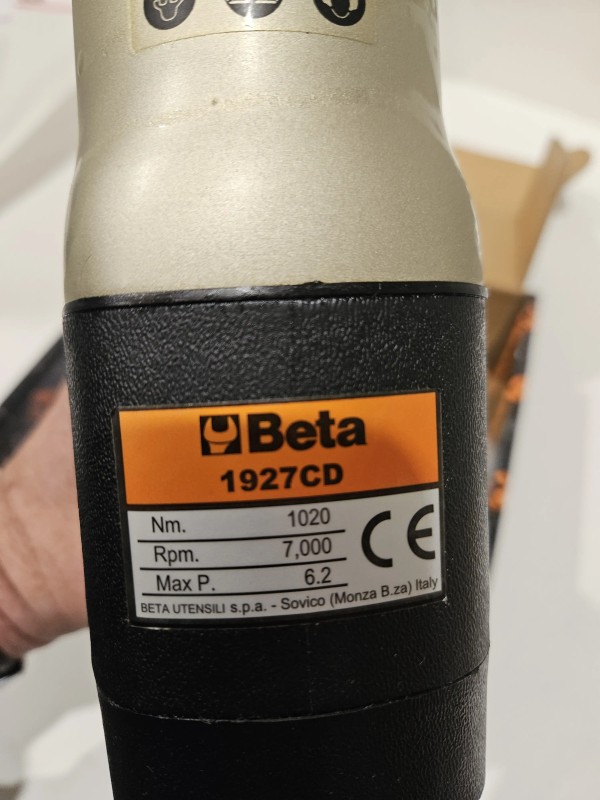 Beta
1927CD
Nm. 1020
Rpm. 7,000
Max P. 6.2
CE
BETA UTENSILI s.p.a. - Sovico (Monza B.za) Italy